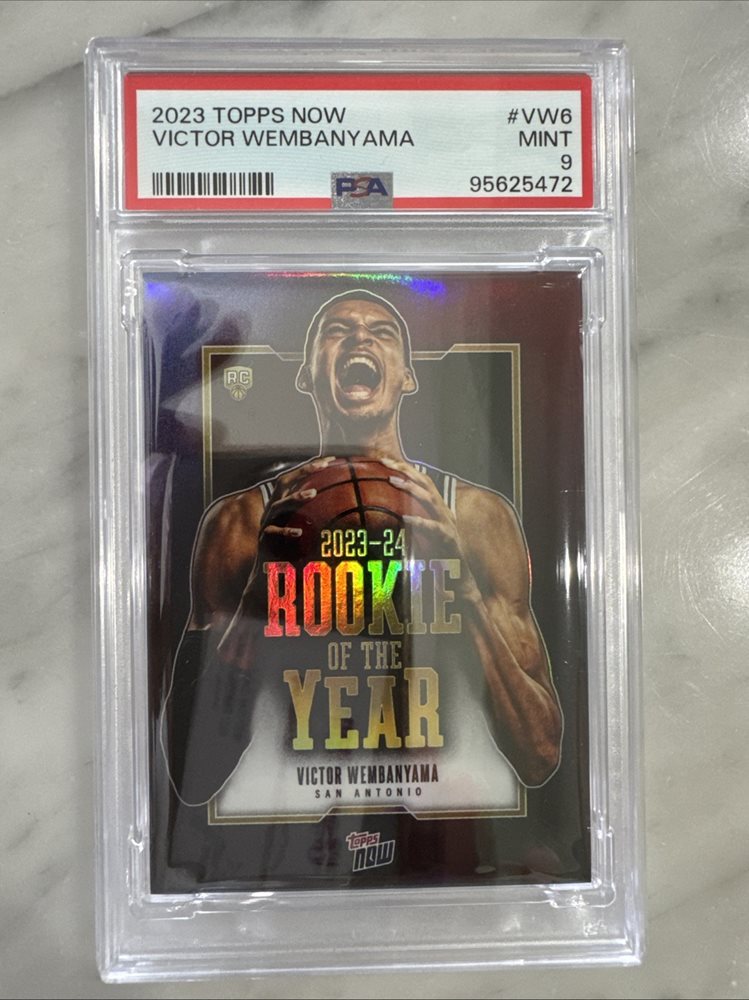 2023 TOPPS NOW #VW6
VICTOR WEMBANYAMA MINT
9
PSA 95625472
RC
2023-24
ROOKIE
OF THE
YEAR
VICTOR WEMBANYAMA
SAN ANTONIO
topps
NOW